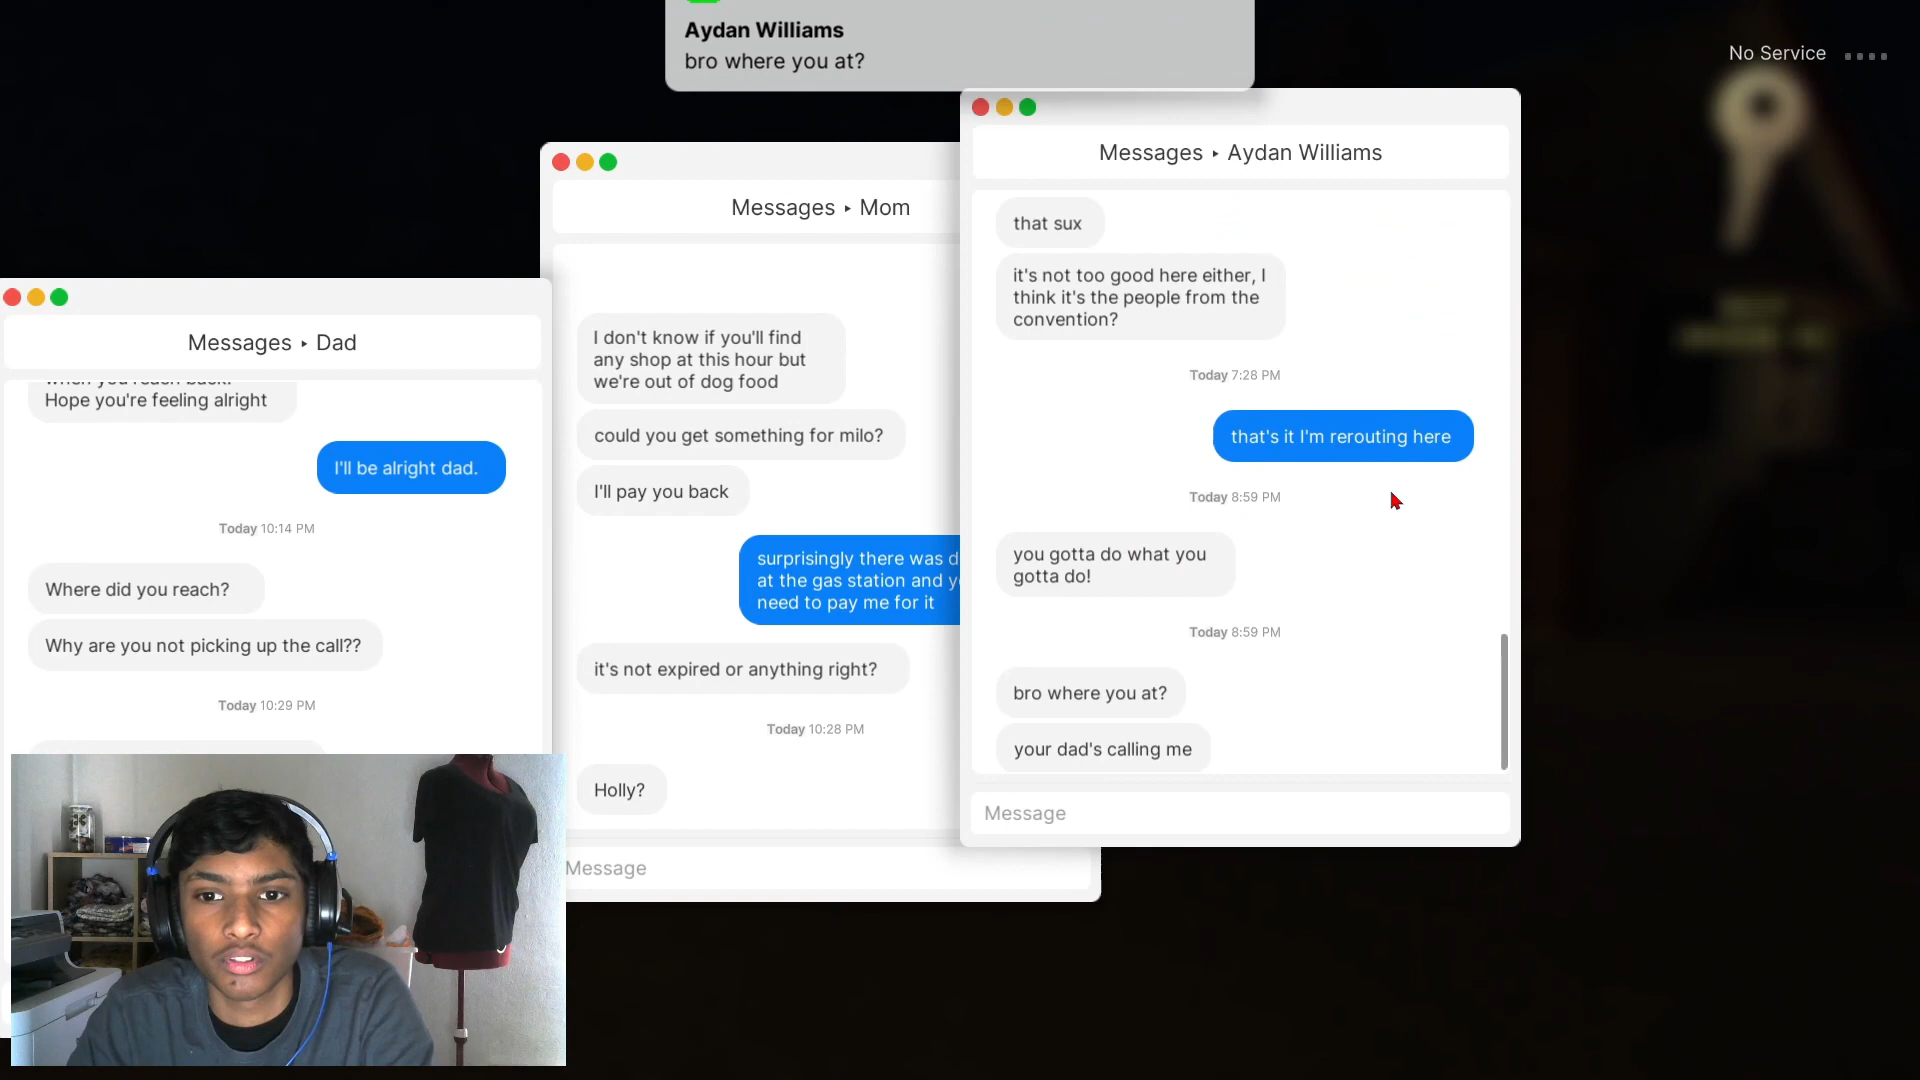 Aydan Williams
bro where you at?
No Service
Messages ▸ Aydan Williams
that sux
it's not too good here either, I
think it's the people from the
convention?
Today 7:28 PM
that's it I'm rerouting here
Today 8:59 PM
you gotta do what you
gotta do!
Today 8:59 PM
bro where you at?
your dad's calling me
Message
Messages ▸ Mom
I don't know if you'll find
any shop at this hour but
we're out of dog food
could you get something for milo?
I'll pay you back
surprisingly there was d
at the gas station and y
need to pay me for it
it's not expired or anything right?
Today 10:28 PM
Holly?
Message
Messages ▸ Dad
when you reach back.
Hope you're feeling alright
I'll be alright dad.
Today 10:14 PM
Where did you reach?
Why are you not picking up the call??
Today 10:29 PM